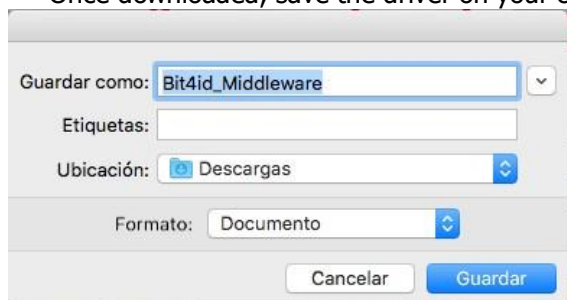 Once downloaded, save the driver on your
Guardar como: Bit4id_Middleware
Etiquetas:
Ubicación: Descargas
Formato: Documento
Cancelar Guardar